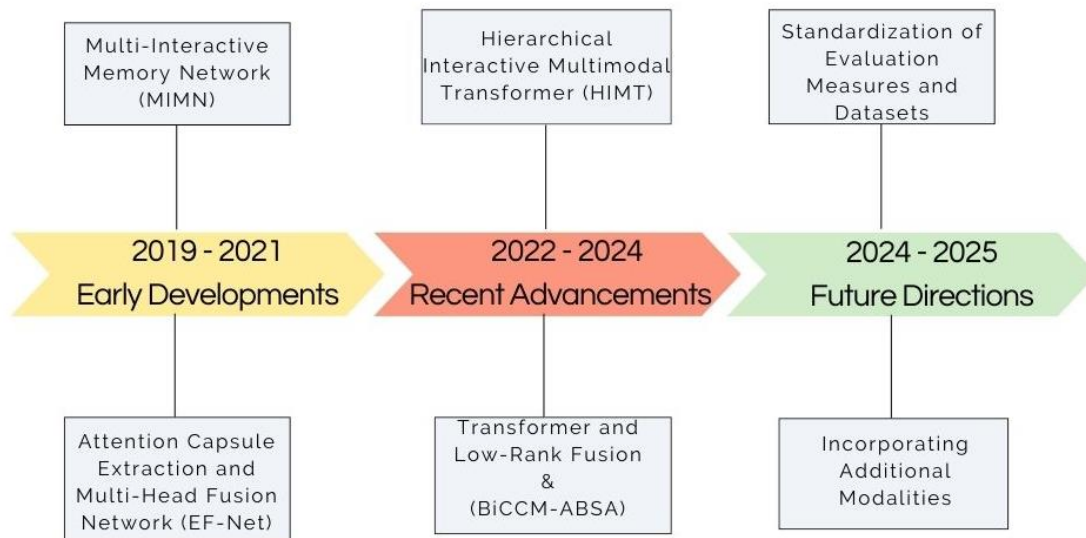 Multi-Interactive
Memory Network
(MIMN)
Hierarchical
Interactive Multimodal
Transformer (HIMT)
Standardization of
Evaluation
Measures and
Datasets
2019 - 2021
Early Developments
2022 - 2024
Recent Advancements
2024 - 2025
Future Directions
Attention Capsule
Extraction and
Multi-Head Fusion
Network (EF-Net)
Transformer and
Low-Rank Fusion
&
(BiCCM-ABSA)
Incorporating
Additional
Modalities